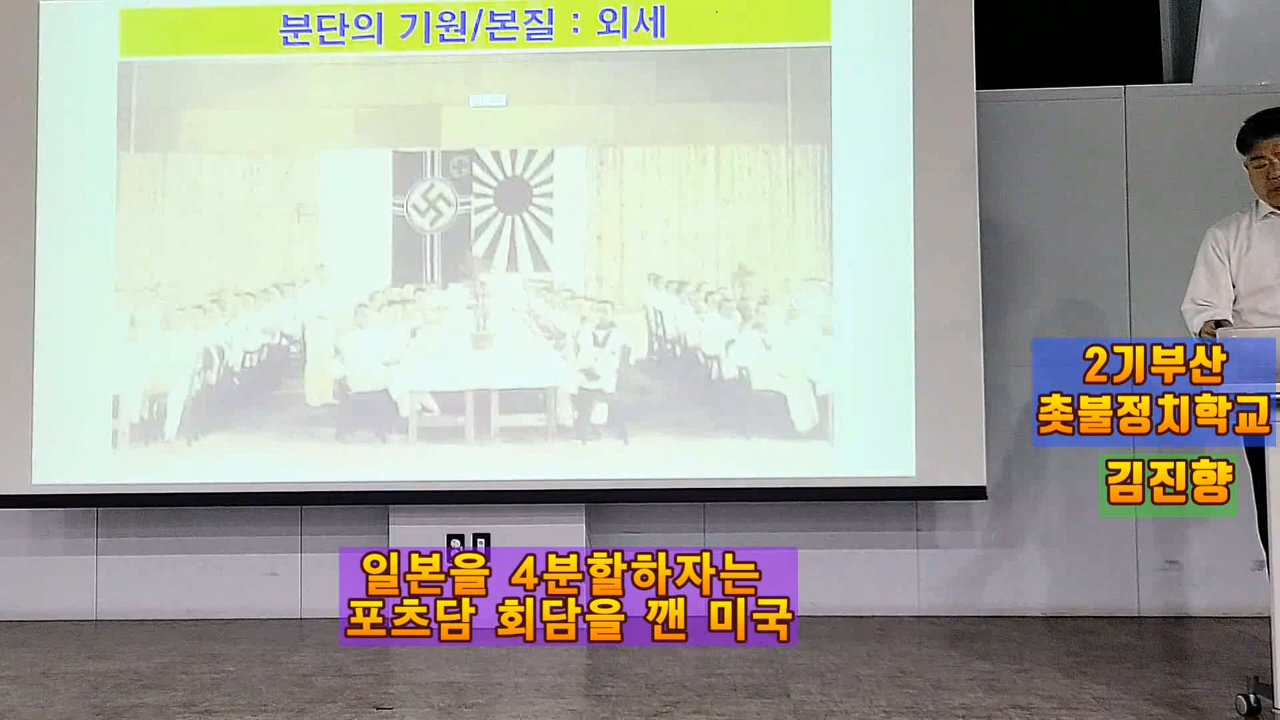 분단의 기원/본질 : 외세
2기부산
촛불정치학교
김진향
일본을 4분할하자는
포츠담 회담을 깬 미국